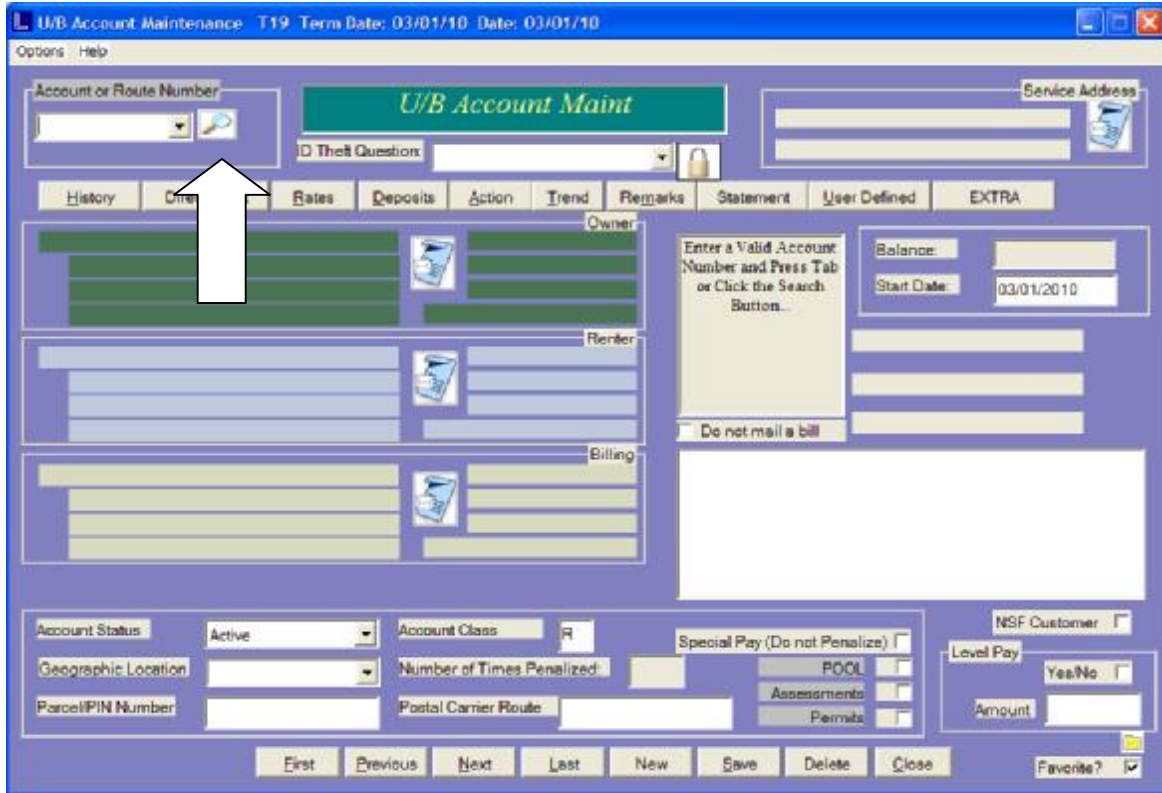 U/B Account Maintenance T19 Term Date: 03/01/10 Date: 03/01/10
Options Help
Account or Route Number
U/B Account Maint
Service Address
ID Theft Question:
History Rates Deposits Action Trend Remarks Statement User Defined EXTRA
Owner
Enter a Valid Account
Number and Press Tab
or Click the Search
Button...
Balance:
Start Date: 03/01/2010
Renter
Do not mail a bill
Billing
Account Status Active Account Class R
Special Pay (Do not Penalize)
NSF Customer
Geographic Location Number of Times Penalized: POOL
Level Pay
Yes/No
Assessments
Parcel/PIN Number Postal Carrier Route
Permits
Amount
First Previous Next Last New Save Delete Close
Favorite?